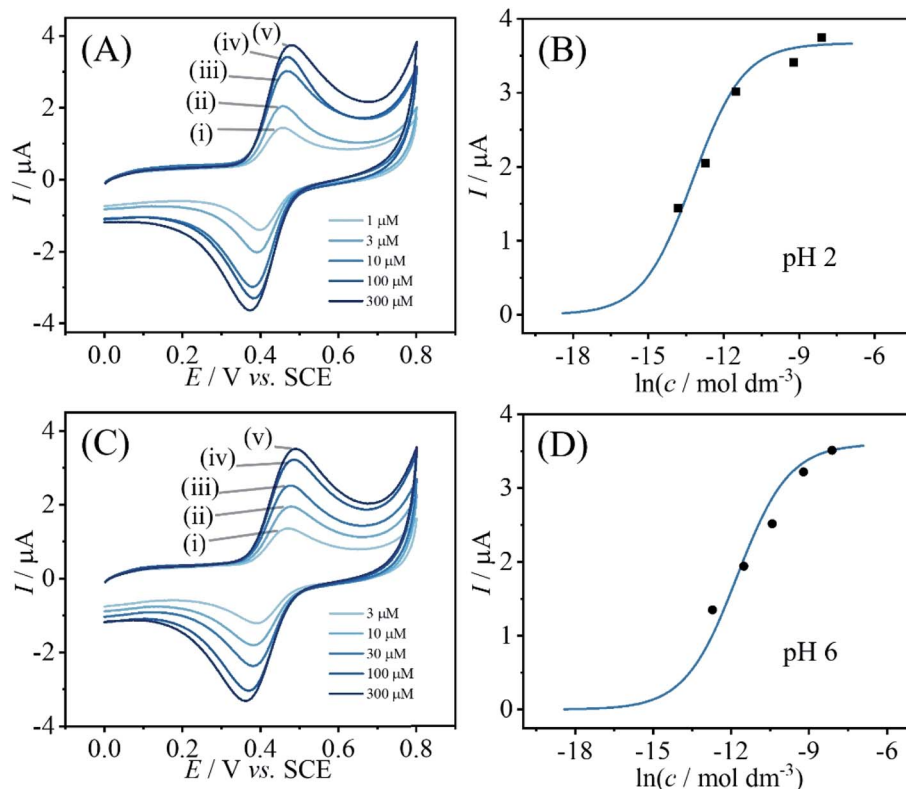 (A)
(v)
(iv)
(iii)
(ii)
(i)
4
2
0
-2
-4
I / μA
1 μM
3 μM
10 μM
100 μM
300 μM
0.0 0.2 0.4 0.6 0.8
E / V vs. SCE
(B)
4
3
2
1
0
I / μA
pH 2
-18 -15 -12 -9 -6
ln(c / mol dm⁻³)
(C)
(v)
(iv)
(iii)
(ii)
(i)
4
2
0
-2
-4
I / μA
3 μM
10 μM
30 μM
100 μM
300 μM
0.0 0.2 0.4 0.6 0.8
E / V vs. SCE
(D)
4
3
2
1
0
I / μA
pH 6
-18 -15 -12 -9 -6
ln(c / mol dm⁻³)